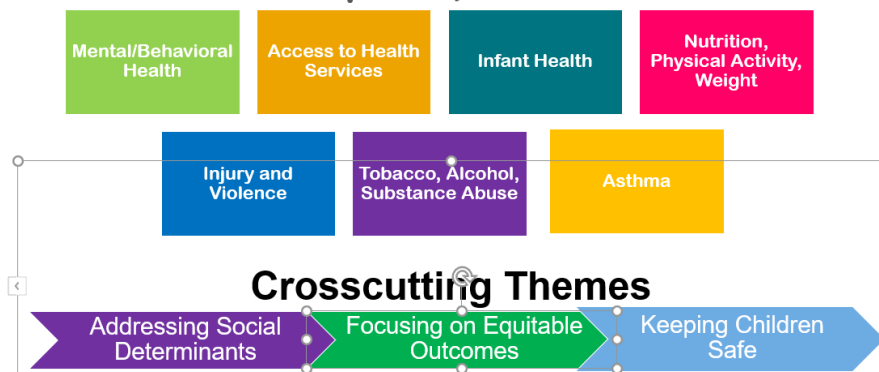 Mental/Behavioral
Health
Access to Health
Services
Infant Health
Nutrition,
Physical Activity,
Weight
Injury and
Violence
Tobacco, Alcohol,
Substance Abuse
Asthma
Crosscutting Themes
Addressing Social
Determinants
Focusing on Equitable
Outcomes
Keeping Children
Safe